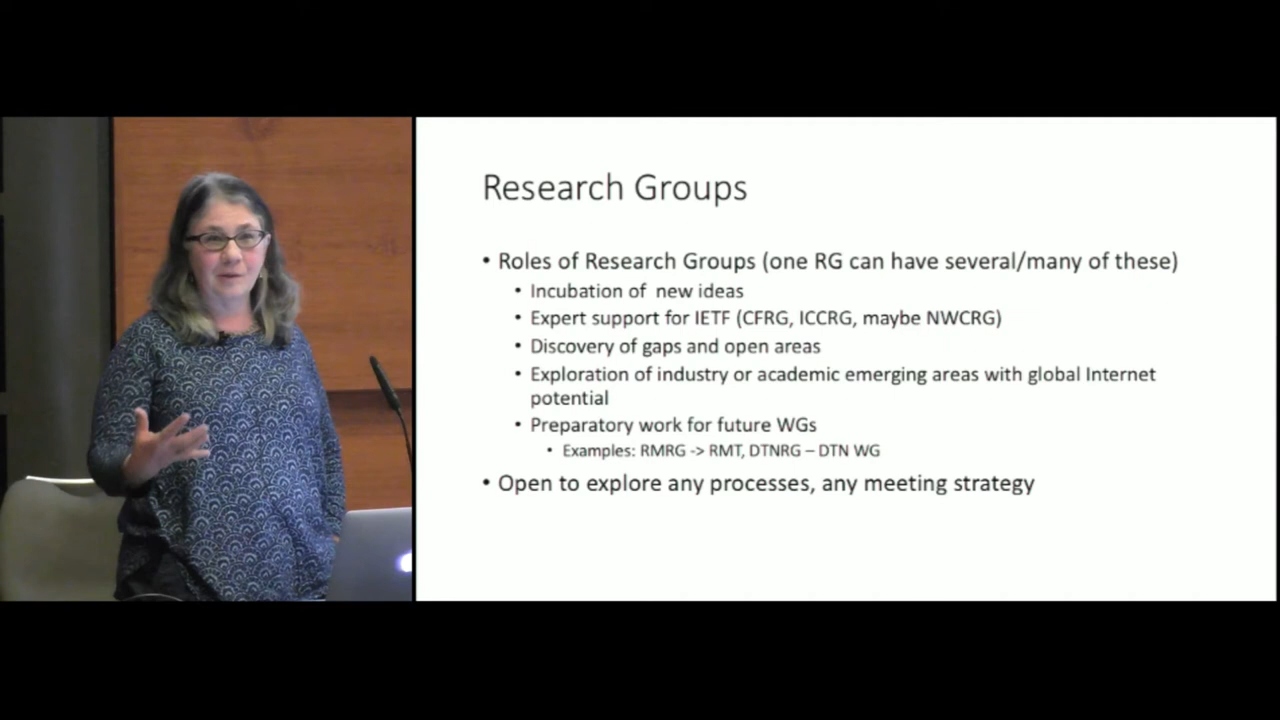 Research Groups
• Roles of Research Groups (one RG can have several/many of these)
• Incubation of new ideas
• Expert support for IETF (CFRG, ICCRG, maybe NWCRG)
• Discovery of gaps and open areas
• Exploration of industry or academic emerging areas with global Internet
potential
• Preparatory work for future WGs
• Examples: RMRG -> RMT, DTNRG – DTN WG
• Open to explore any processes, any meeting strategy